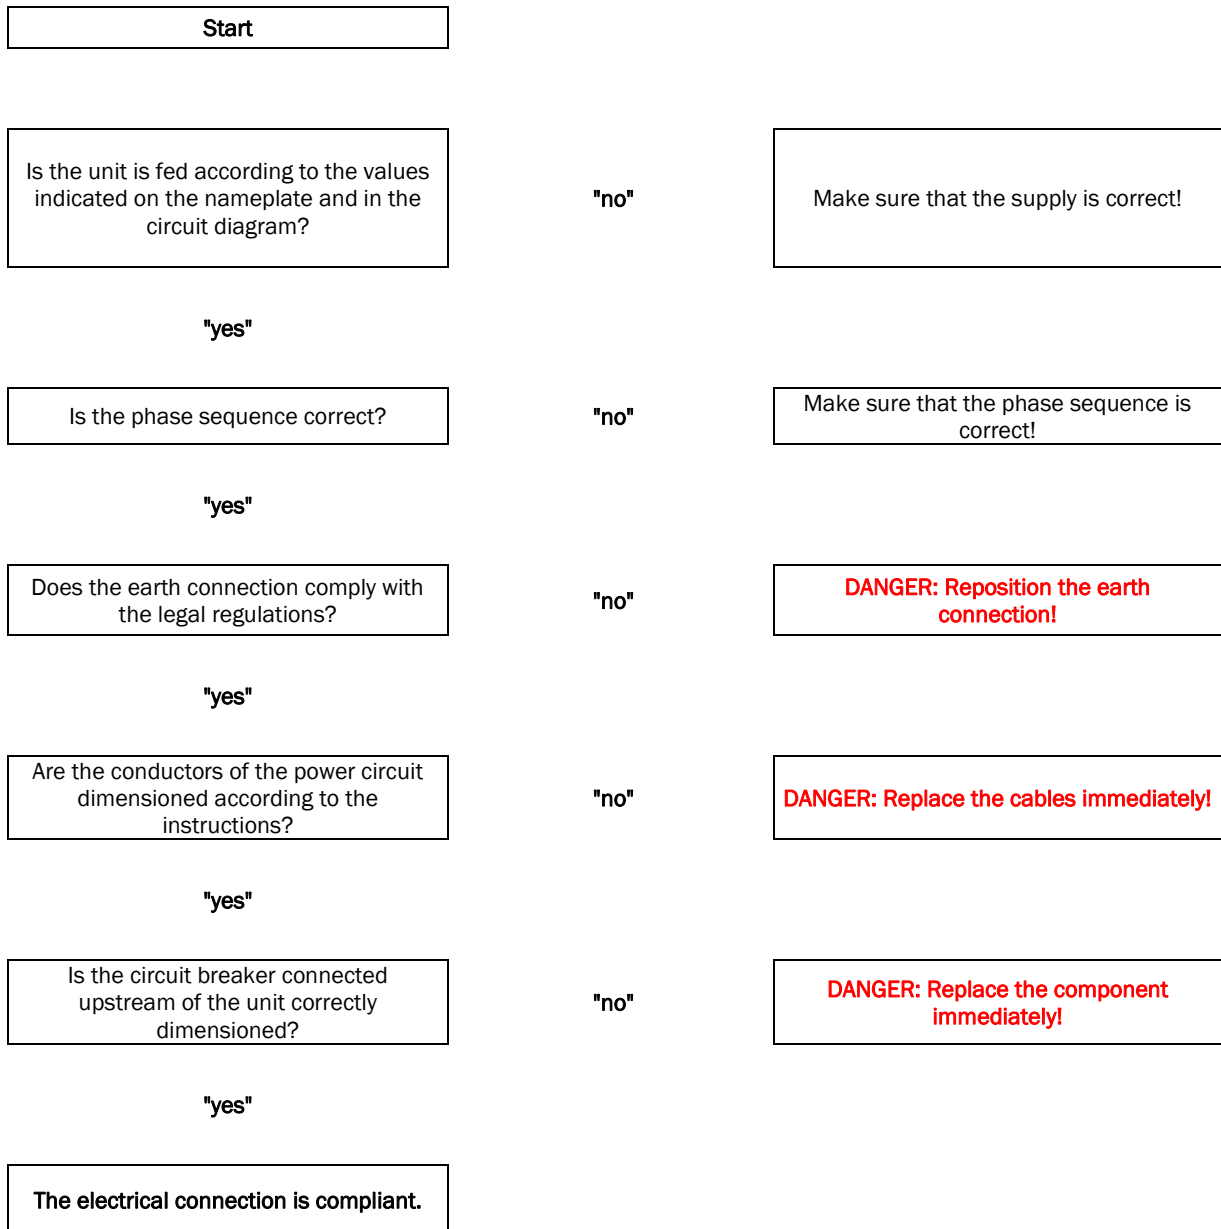 Start
Is the unit is fed according to the values
indicated on the nameplate and in the
circuit diagram?
"no"
Make sure that the supply is correct!
"yes"
Is the phase sequence correct?
"no"
Make sure that the phase sequence is
correct!
"yes"
Does the earth connection comply with
the legal regulations?
"no"
DANGER: Reposition the earth
connection!
"yes"
Are the conductors of the power circuit
dimensioned according to the
instructions?
"no"
DANGER: Replace the cables immediately!
"yes"
Is the circuit breaker connected
upstream of the unit correctly
dimensioned?
"no"
DANGER: Replace the component
immediately!
"yes"
The electrical connection is compliant.